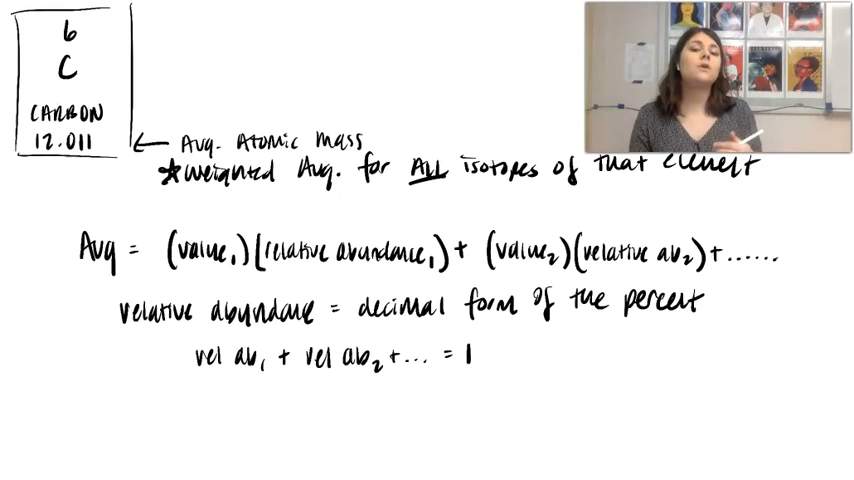 6
C
CARBON
12.011
← Avg. Atomic Mass
*Weighted Avg. for ALL isotopes of that element
Avg = (value₁)(relative abundance₁) + (value₂)(relative ab₂) + ......
relative abundance = decimal form of the percent
rel ab₁ + rel ab₂ + ... = 1